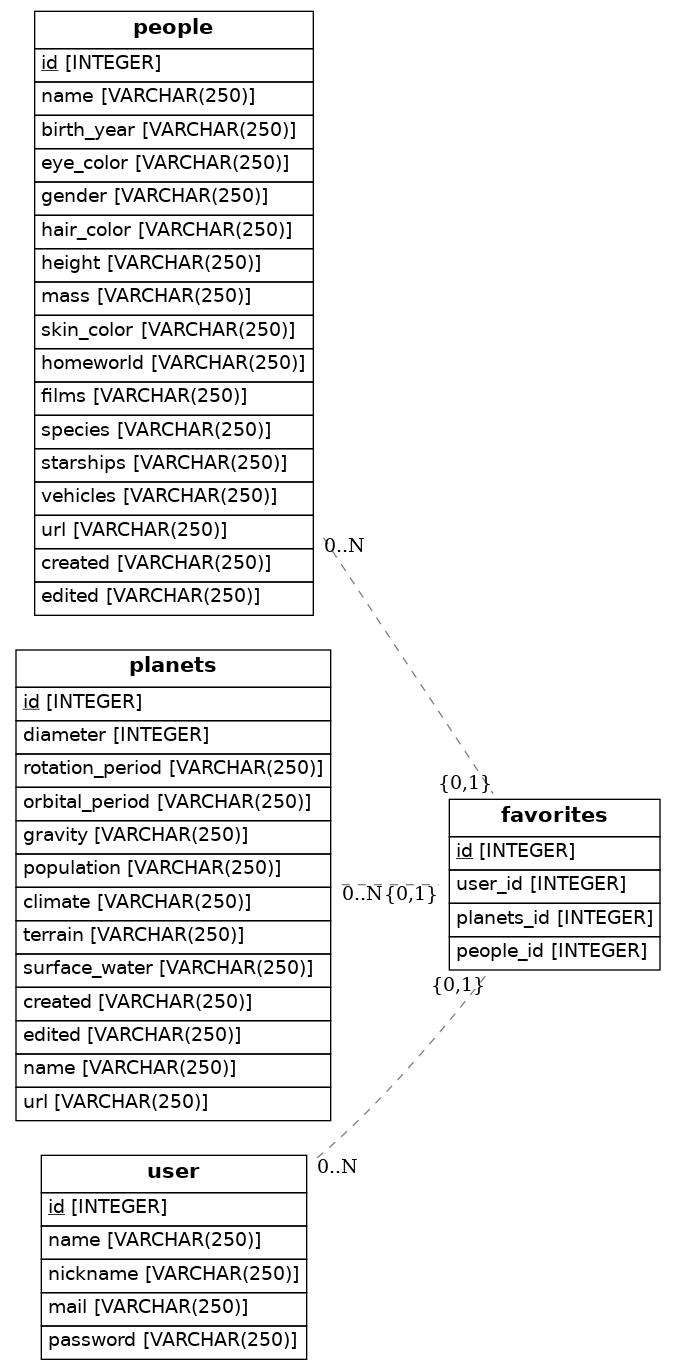 people
id [INTEGER]
name [VARCHAR(250)]
birth_year [VARCHAR(250)]
eye_color [VARCHAR(250)]
gender [VARCHAR(250)]
hair_color [VARCHAR(250)]
height [VARCHAR(250)]
mass [VARCHAR(250)]
skin_color [VARCHAR(250)]
homeworld [VARCHAR(250)]
films [VARCHAR(250)]
species [VARCHAR(250)]
starships [VARCHAR(250)]
vehicles [VARCHAR(250)]
url [VARCHAR(250)]
created [VARCHAR(250)]
edited [VARCHAR(250)]
0..N
{0,1}
planets
id [INTEGER]
diameter [INTEGER]
rotation_period [VARCHAR(250)]
orbital_period [VARCHAR(250)]
gravity [VARCHAR(250)]
population [VARCHAR(250)]
climate [VARCHAR(250)]
terrain [VARCHAR(250)]
surface_water [VARCHAR(250)]
created [VARCHAR(250)]
edited [VARCHAR(250)]
name [VARCHAR(250)]
url [VARCHAR(250)]
0..N
{0,1}
favorites
id [INTEGER]
user_id [INTEGER]
planets_id [INTEGER]
people_id [INTEGER]
{0,1}
0..N
user
id [INTEGER]
name [VARCHAR(250)]
nickname [VARCHAR(250)]
mail [VARCHAR(250)]
password [VARCHAR(250)]